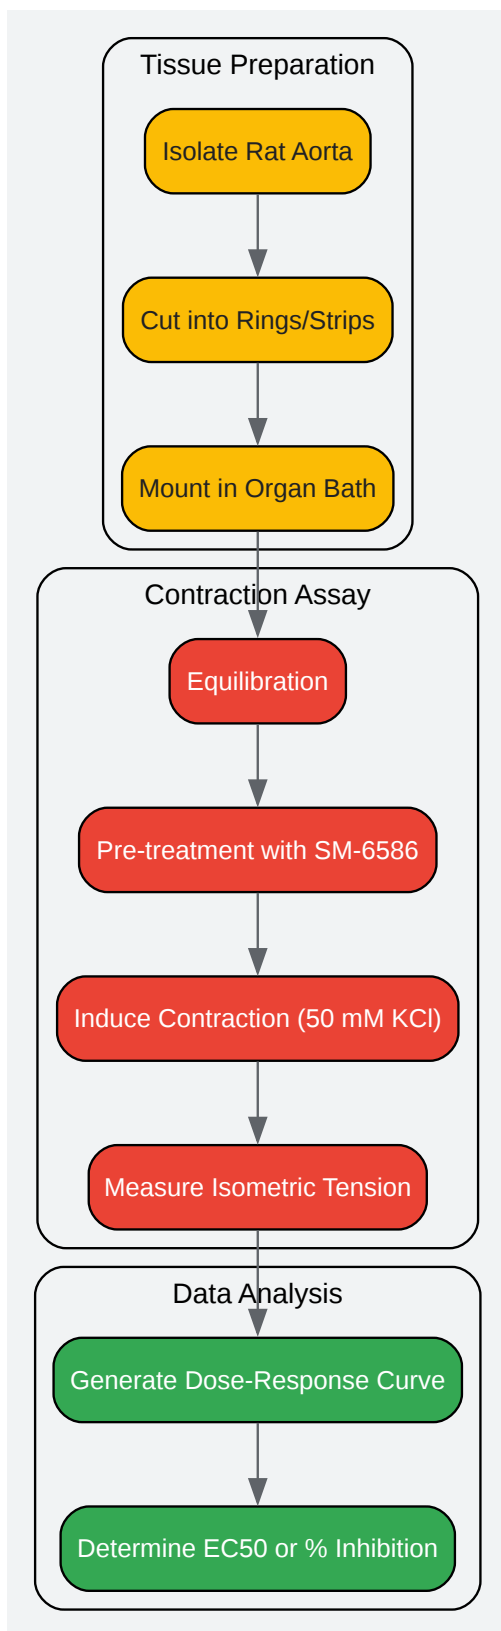 Tissue Preparation
Isolate Rat Aorta
Cut into Rings/Strips
Mount in Organ Bath
Contraction Assay
Equilibration
Pre-treatment with SM-6586
Induce Contraction (50 mM KCl)
Measure Isometric Tension
Data Analysis
Generate Dose-Response Curve
Determine EC50 or % Inhibition